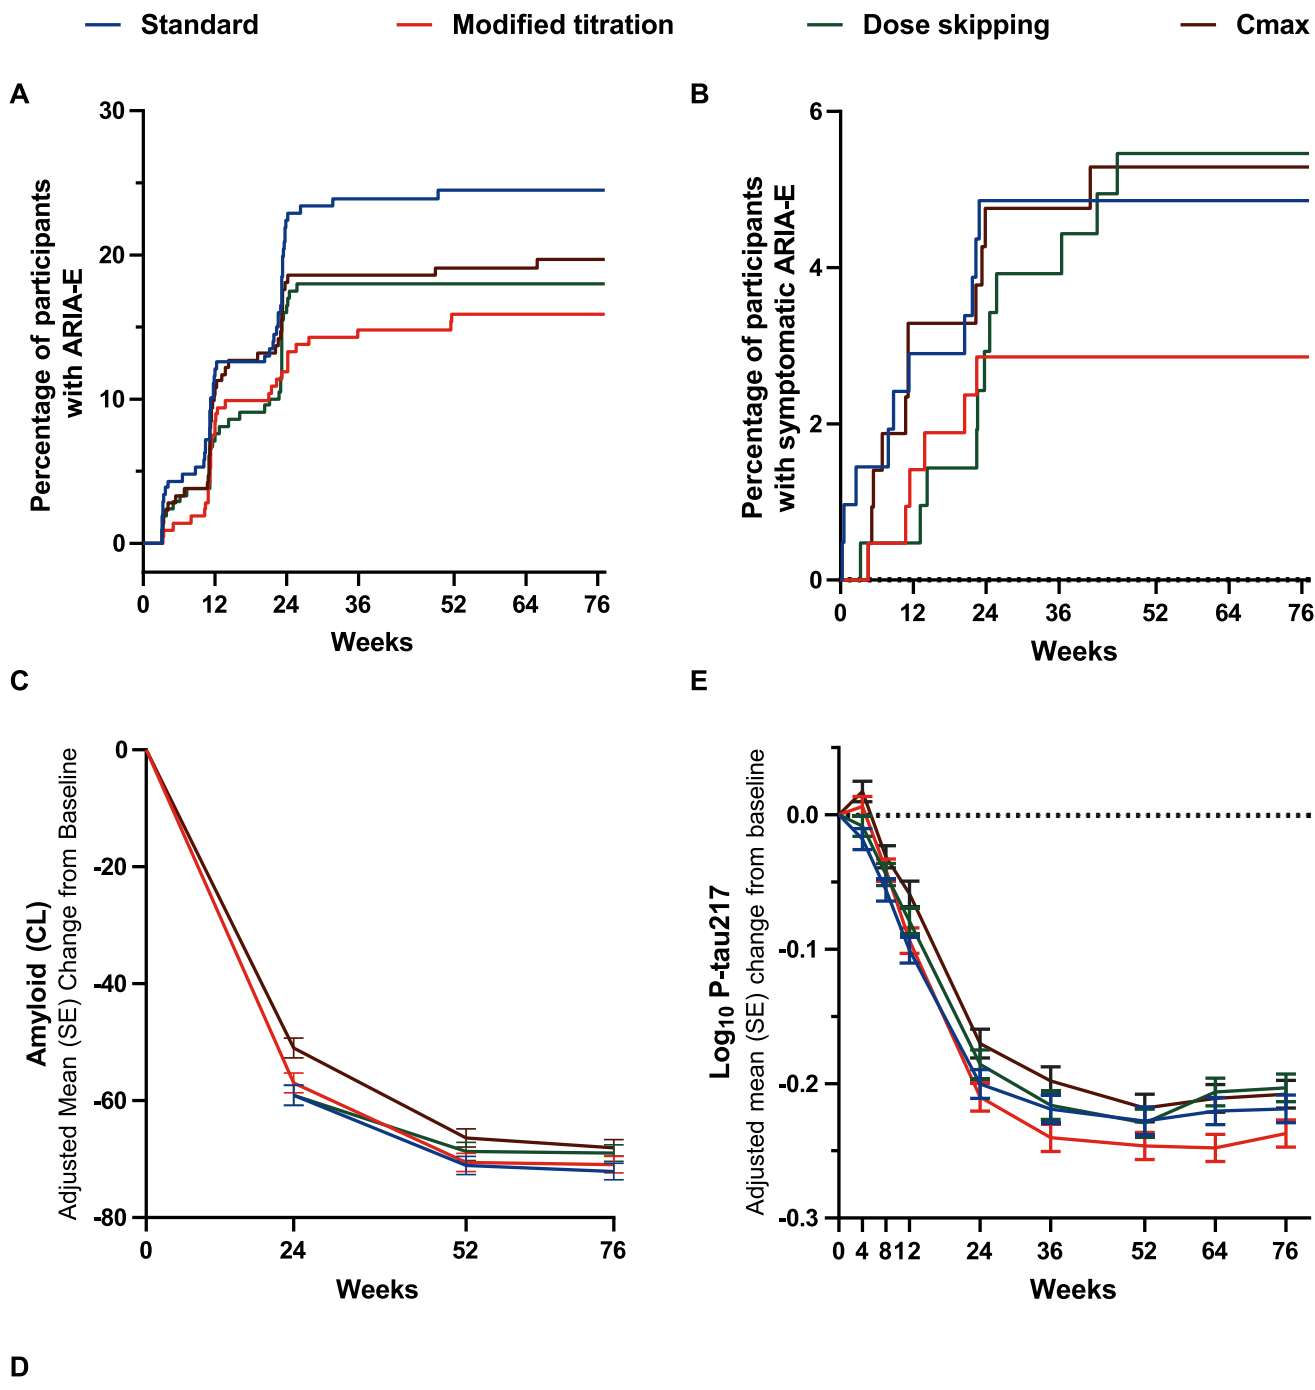 Standard Modified titration Dose skipping Cmax
A
30
20
10
0
Percentage of participants
with ARIA-E
0 12 24 36 52 64 76
Weeks
B
6
4
2
0
Percentage of participants
with symptomatic ARIA-E
0 12 24 36 52 64 76
Weeks
C
0
-20
-40
-60
-80
Amyloid (CL)
Adjusted Mean (SE) Change from Baseline
0 24 52 76
Weeks
E
0.0
-0.1
-0.2
-0.3
Log10 P-tau217
Adjusted mean (SE) change from baseline
0 4 8 12 24 36 52 64 76
Weeks
D